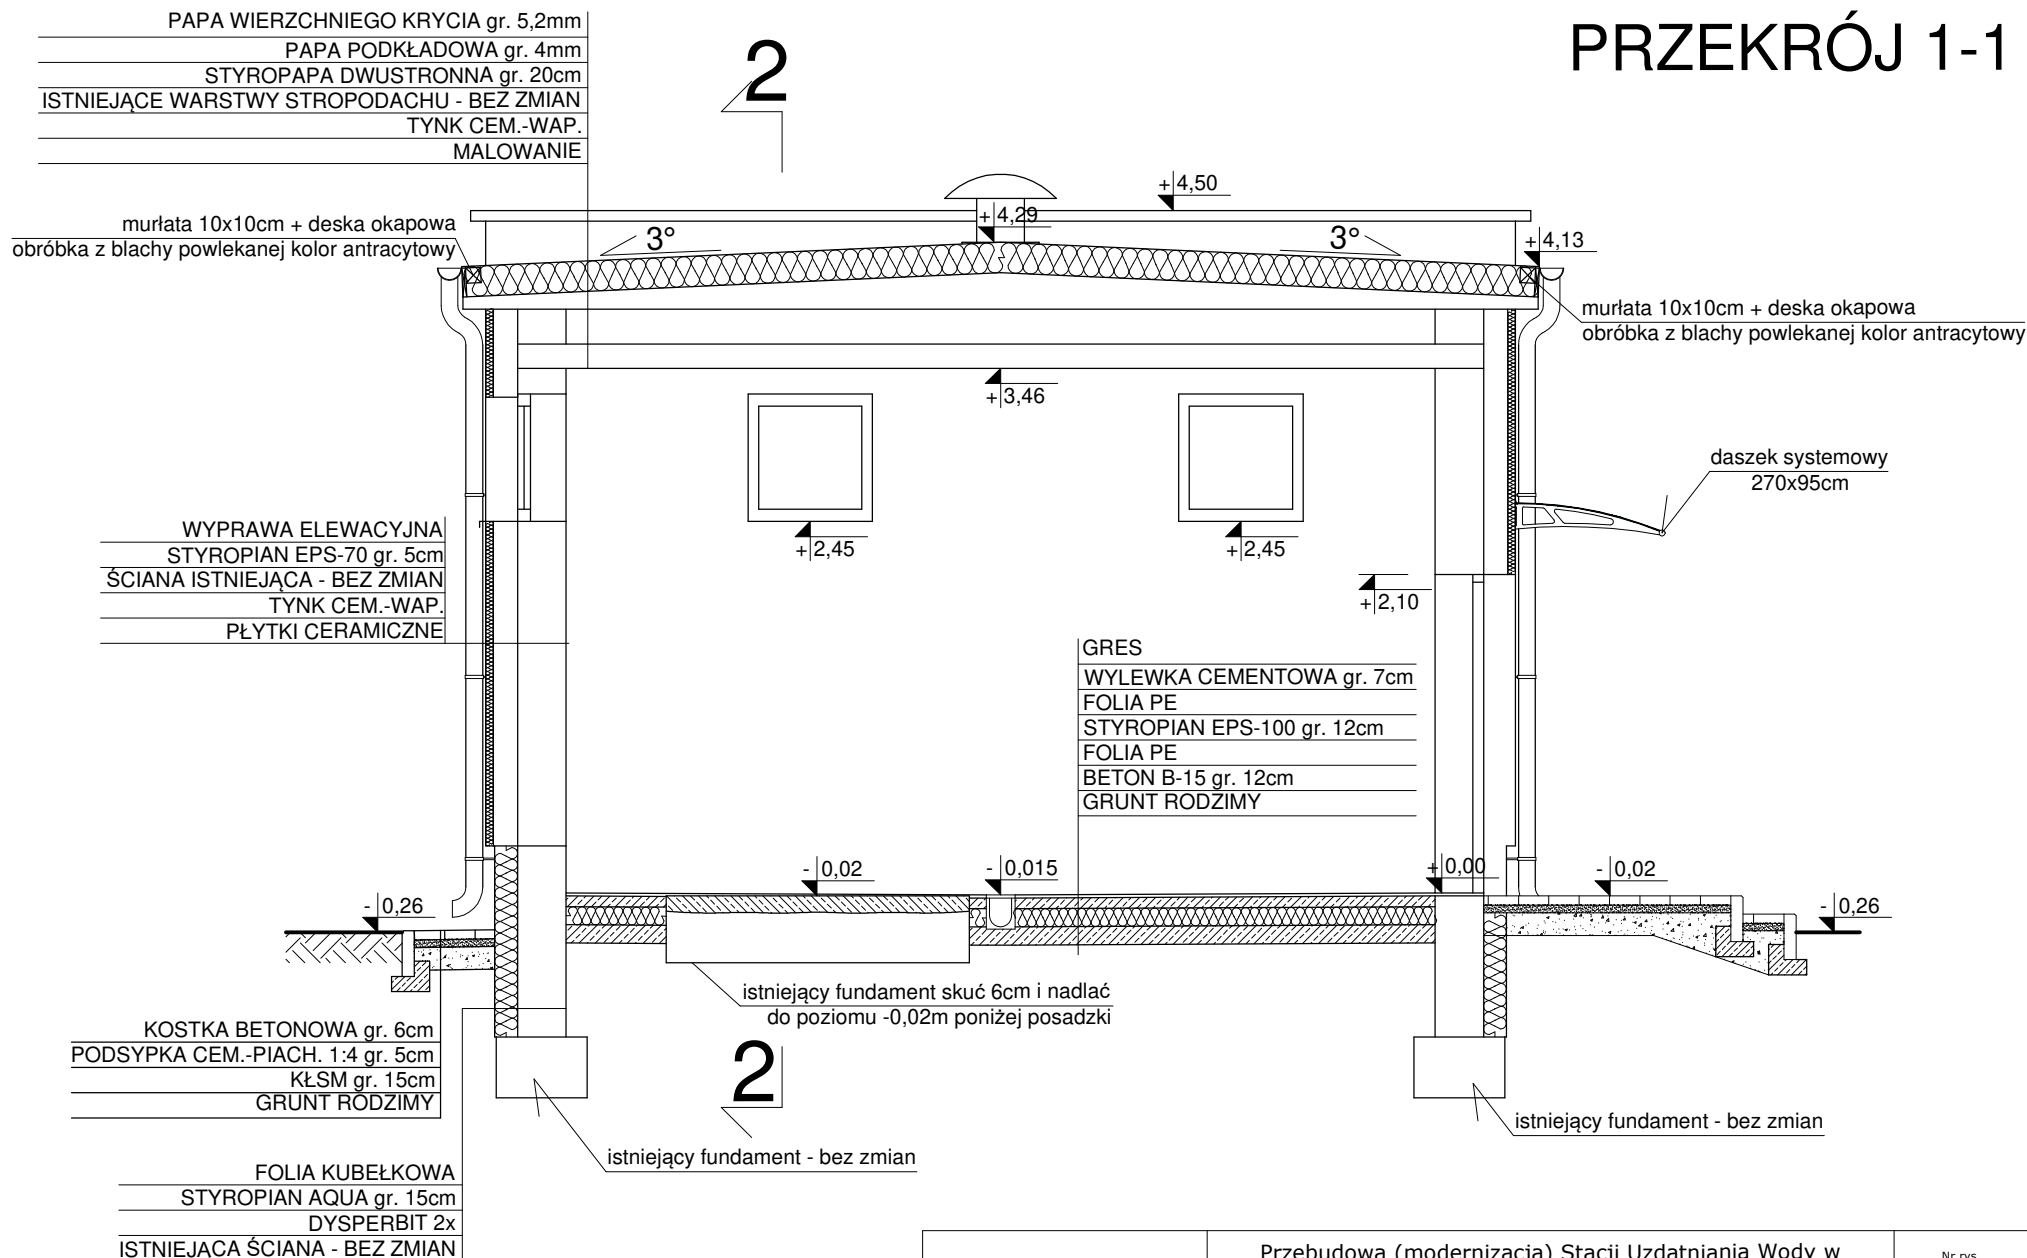 PRZEKRÓJ 1-1
PAPA WIERZCHNIEGO KRYCIA gr. 5,2mm
PAPA PODKŁADOWA gr. 4mm
STYROPAPA DWUSTRONNA gr. 20cm
ISTNIEJĄCE WARSTWY STROPODACHU - BEZ ZMIAN
TYNK CEM.-WAP.
MALOWANIE
2
+4,50
+4,29
3°
3°
+4,13
murłata 10x10cm + deska okapowa
obróbka z blachy powlekanej kolor antracytowy
murłata 10x10cm + deska okapowa
obróbka z blachy powlekanej kolor antracytowy
+3,46
daszek systemowy
270x95cm
+2,45
+2,45
+2,10
WYPRAWA ELEWACYJNA
STYROPIAN EPS-70 gr. 5cm
ŚCIANA ISTNIEJĄCA - BEZ ZMIAN
TYNK CEM.-WAP.
PŁYTKI CERAMICZNE
GRES
WYLEWKA CEMENTOWA gr. 7cm
FOLIA PE
STYROPIAN EPS-100 gr. 12cm
FOLIA PE
BETON B-15 gr. 12cm
GRUNT RODZIMY
- 0,26
- 0,02
- 0,015
+0,00
- 0,02
- 0,26
istniejący fundament skuć 6cm i nadlać
do poziomu -0,02m poniżej posadzki
KOSTKA BETONOWA gr. 6cm
PODSYPKA CEM.-PIACH. 1:4 gr. 5cm
KŁSM gr. 15cm
GRUNT RODZIMY
2
istniejący fundament - bez zmian
istniejący fundament - bez zmian
FOLIA KUBEŁKOWA
STYROPIAN AQUA gr. 15cm
DYSPERBIT 2x
ISTNIEJĄCA ŚCIANA - BEZ ZMIAN
Przebudowa (modernizacja) Stacji Uzdatniania Wody w
Nr rys